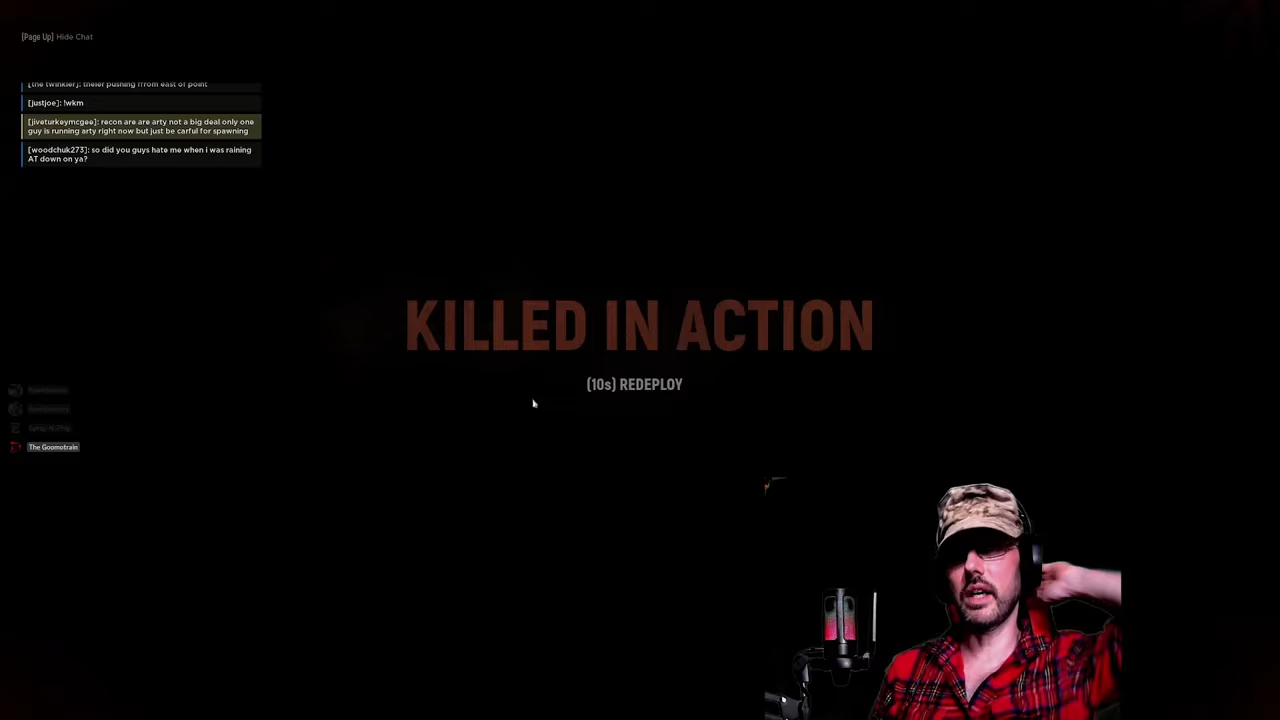 [Page Up] Hide Chat
[the twinkler]: theier pushing from east of point
[justjoe]: !wkm
[jiveturkeymcgee]: recon are are arty not a big deal only one
guy is running arty right now but just be carful for spawning
[woodchuk273]: so did you guys hate me when i was raining
AT down on ya?
KILLED IN ACTION
(10s) REDEPLOY
The Goomotrain